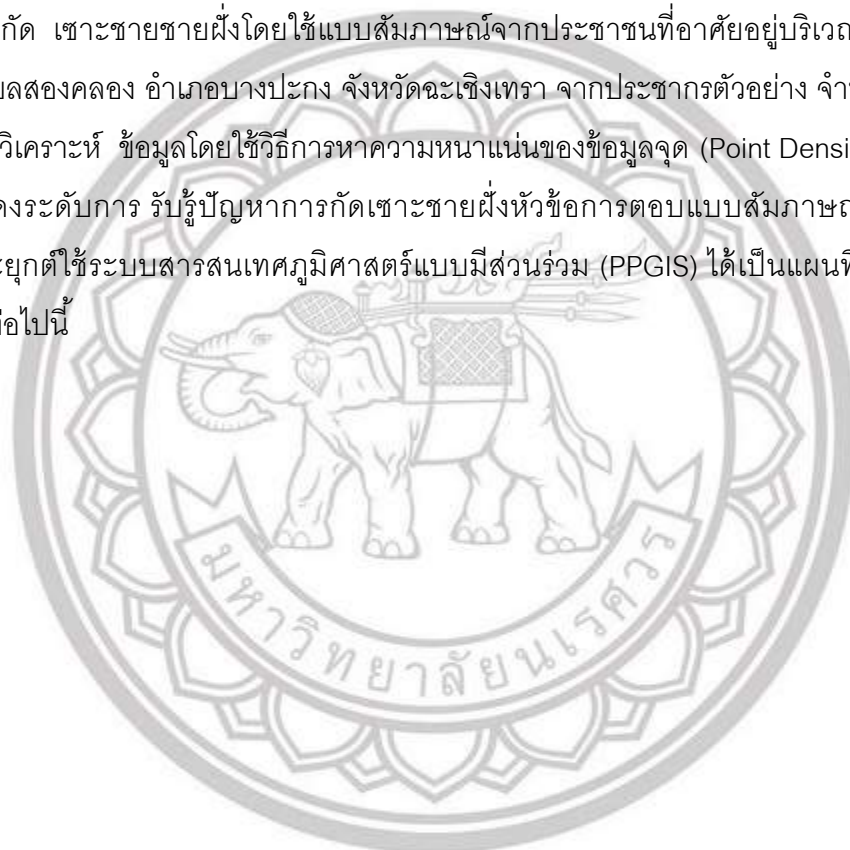 กัด เซาะชายชายฝั่งโดยใช้แบบสัมภาษณ์จากประชาชนที่อาศัยอยู่บริเวณ
บลสองคลอง อำเภอบางปะกง จังหวัดฉะเชิงเทรา จากประชากรตัวอย่าง
วิเคราะห์ ข้อมูลโดยใช้วิธีการหาความหนาแน่นของข้อมูลจุด (Point Densi
ดงระดับการ รับรู้ปัญหาการกัดเซาะชายฝั่งหัวข้อการตอบแบบสัมภาษณ
ะยุกต์ใช้ระบบสารสนเทศภูมิศาสตร์แบบมีส่วนร่วม (PPGIS) ได้เป็นแผนที
่อไปนี้
มหาวิทยาลัยนเรศวร